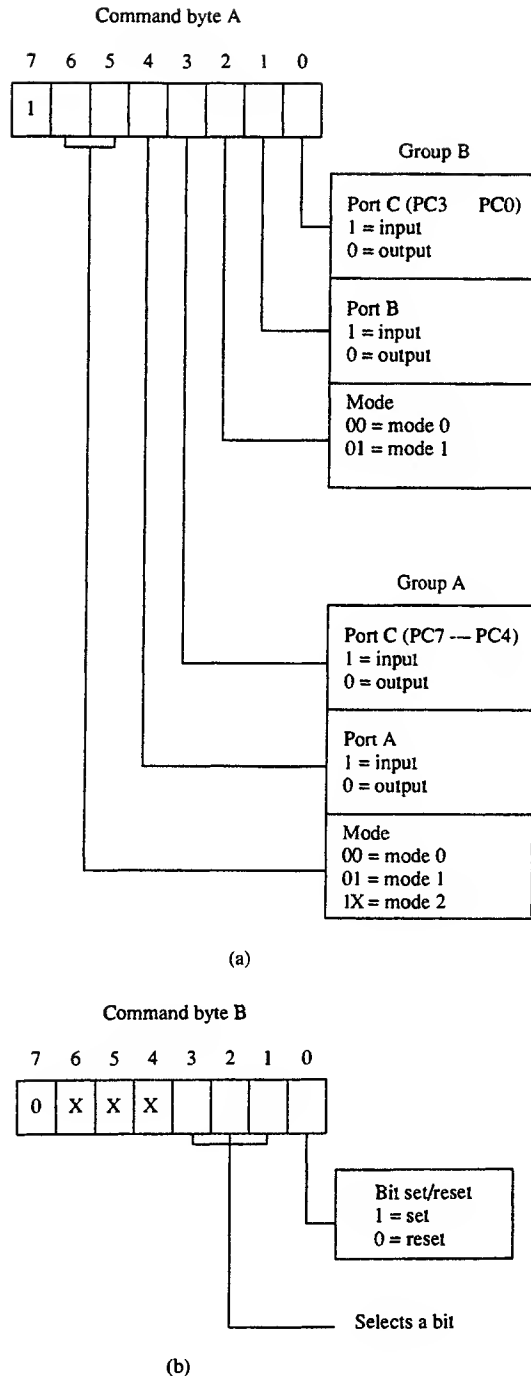 Command byte A
7 6 5 4 3 2 1 0
1
Group B
Port C (PC3 PC0)
1 = input
0 = output
Port B
1 = input
0 = output
Mode
00 = mode 0
01 = mode 1
Group A
Port C (PC7 --- PC4)
1 = input
0 = output
Port A
1 = input
0 = output
Mode
00 = mode 0
01 = mode 1
1X = mode 2
(a)
Command byte B
7 6 5 4 3 2 1 0
0 X X X
Bit set/reset
1 = set
0 = reset
Selects a bit
(b)